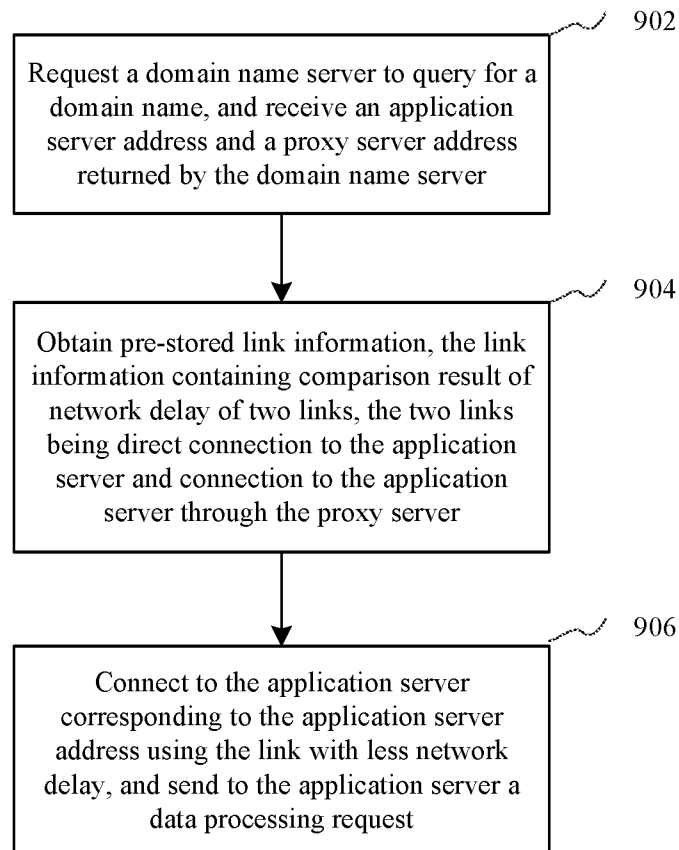 902
Request a domain name server to query for a
domain name, and receive an application
server address and a proxy server address
returned by the domain name server
904
Obtain pre-stored link information, the link
information containing comparison result of
network delay of two links, the two links
being direct connection to the application
server and connection to the application
server through the proxy server
906
Connect to the application server
corresponding to the application server
address using the link with less network
delay, and send to the application server a
data processing request